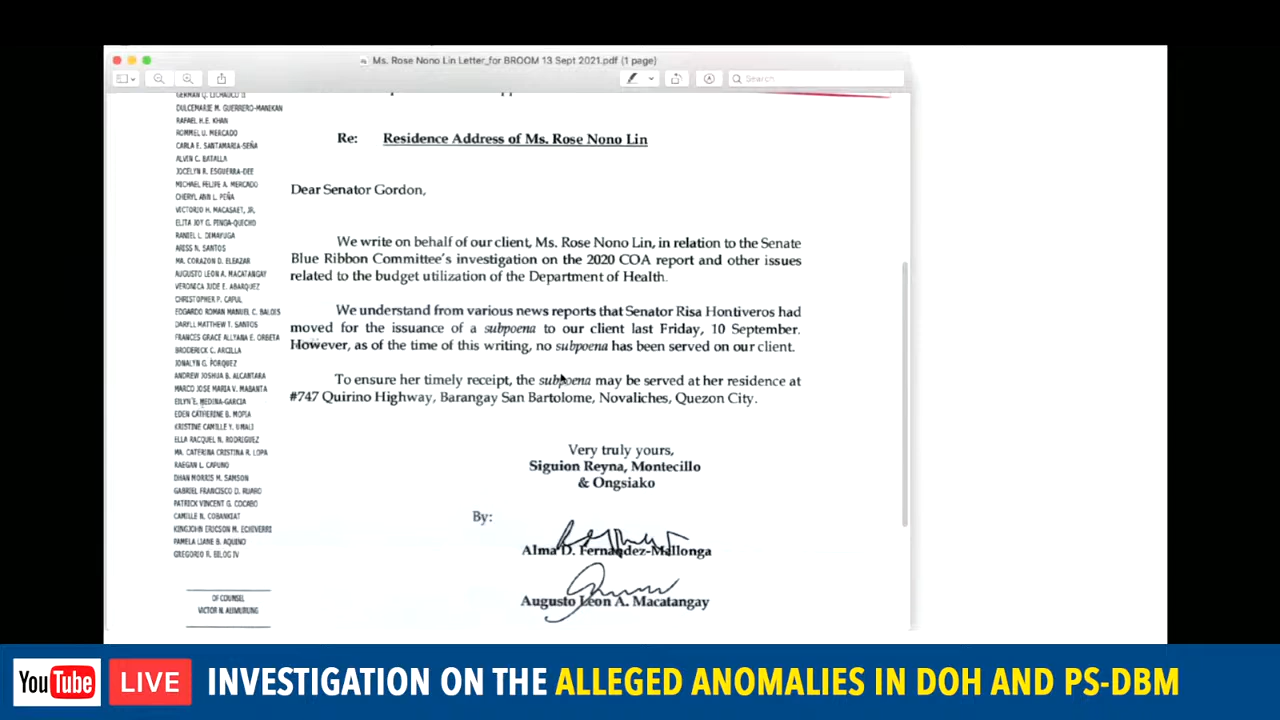 Ms. Rose Nono Lin Letter_for BROOM 13 Sept 2021.pdf (1 page)
Search
DULCEMARIE M. GUERRERO-MANEKAN
RAFAEL H.E. KHAN
ROMMEL U. MERCADO
CARLA E. SANTAMARIA-SEÑA
ALVIN C. BATALLA
JOCELYN R. ESGUERRA-DEE
MICHAEL FELIPE A. MERCADO
CHERYL ANN L. PEÑA
VICTORIO H. MACASAET, JR.
ELITA JOY G. PINGA-QUECHO
RANIEL L. DIMAYUGA
ARIES N. SANTOS
MA. CORAZON D. ELEAZAR
AUGUSTO LEON A. MACATANGAY
VERONICA JUDE E. ABARQUEZ
CHRISTOPHER P. CAPUL
EDGARDO ROMAN MANUEL C. BALOIS
DARYLL MATTHEW T. SANTOS
FRANCES GRACE ALLYANA E. ORBETA
BRODERICK C. ARCILLA
JONALYN G. PORQUEZ
ANDREW JOSHUA B. ALCANTARA
MARCO JOSE MARIA V. MABANTA
EILYN E. MEDINA-GARCIA
EDEN CATHERINE B. MOPIA
KRISTINE CAMILLE Y. UMALI
ELLA RACQUEL N. RODRIGUEZ
MA. CATERINA CRISTINA R. LOPA
RAEGAN L. CAPUNO
DHAN MORRIS M. SAMSON
GABRIEL FRANCISCO D.
PATRICK VINCENT G. COCABO
CAMILLE N. COBANKIAT
KINGJOHN ERICSON M. ECHEVERRI
PAMELA LIANE B. AQUINO
GREGORIO R. BILOG IV
OF COUNSEL
VICTOR N. ALIMURUNG
Re: Residence Address of Ms. Rose Nono Lin
Dear Senator Gordon,
We write on behalf of our client, Ms. Rose Nono Lin, in relation to the Senate
Blue Ribbon Committee's investigation on the 2020 COA report and other issues
related to the budget utilization of the Department of Health.
We understand from various news reports that Senator Risa Hontiveros had
moved for the issuance of a subpoena to our client last Friday, 10 September.
However, as of the time of this writing, no subpoena has been served on our client.
To ensure her timely receipt, the subpoena may be served at her residence at
#747 Quirino Highway, Barangay San Bartolome, Novaliches, Quezon City.
Very truly yours,
Siguion Reyna, Montecillo
& Ongsiako
By:
Alma D. Fernandez-Mallonga
Augusto Leon A. Macatangay
YouTube LIVE INVESTIGATION ON THE ALLEGED ANOMALIES IN DOH AND PS-DBM